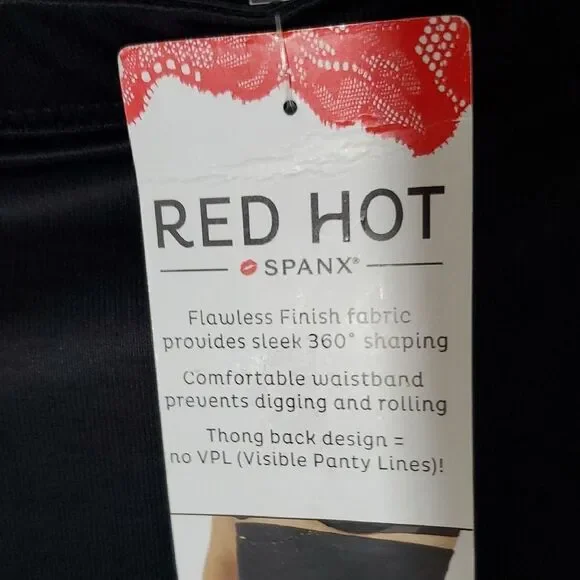 RED HOT
SPANX®
Flawless Finish fabric
provides sleek 360° shaping
Comfortable waistband
prevents digging and rolling
Thong back design =
no VPL (Visible Panty Lines)!